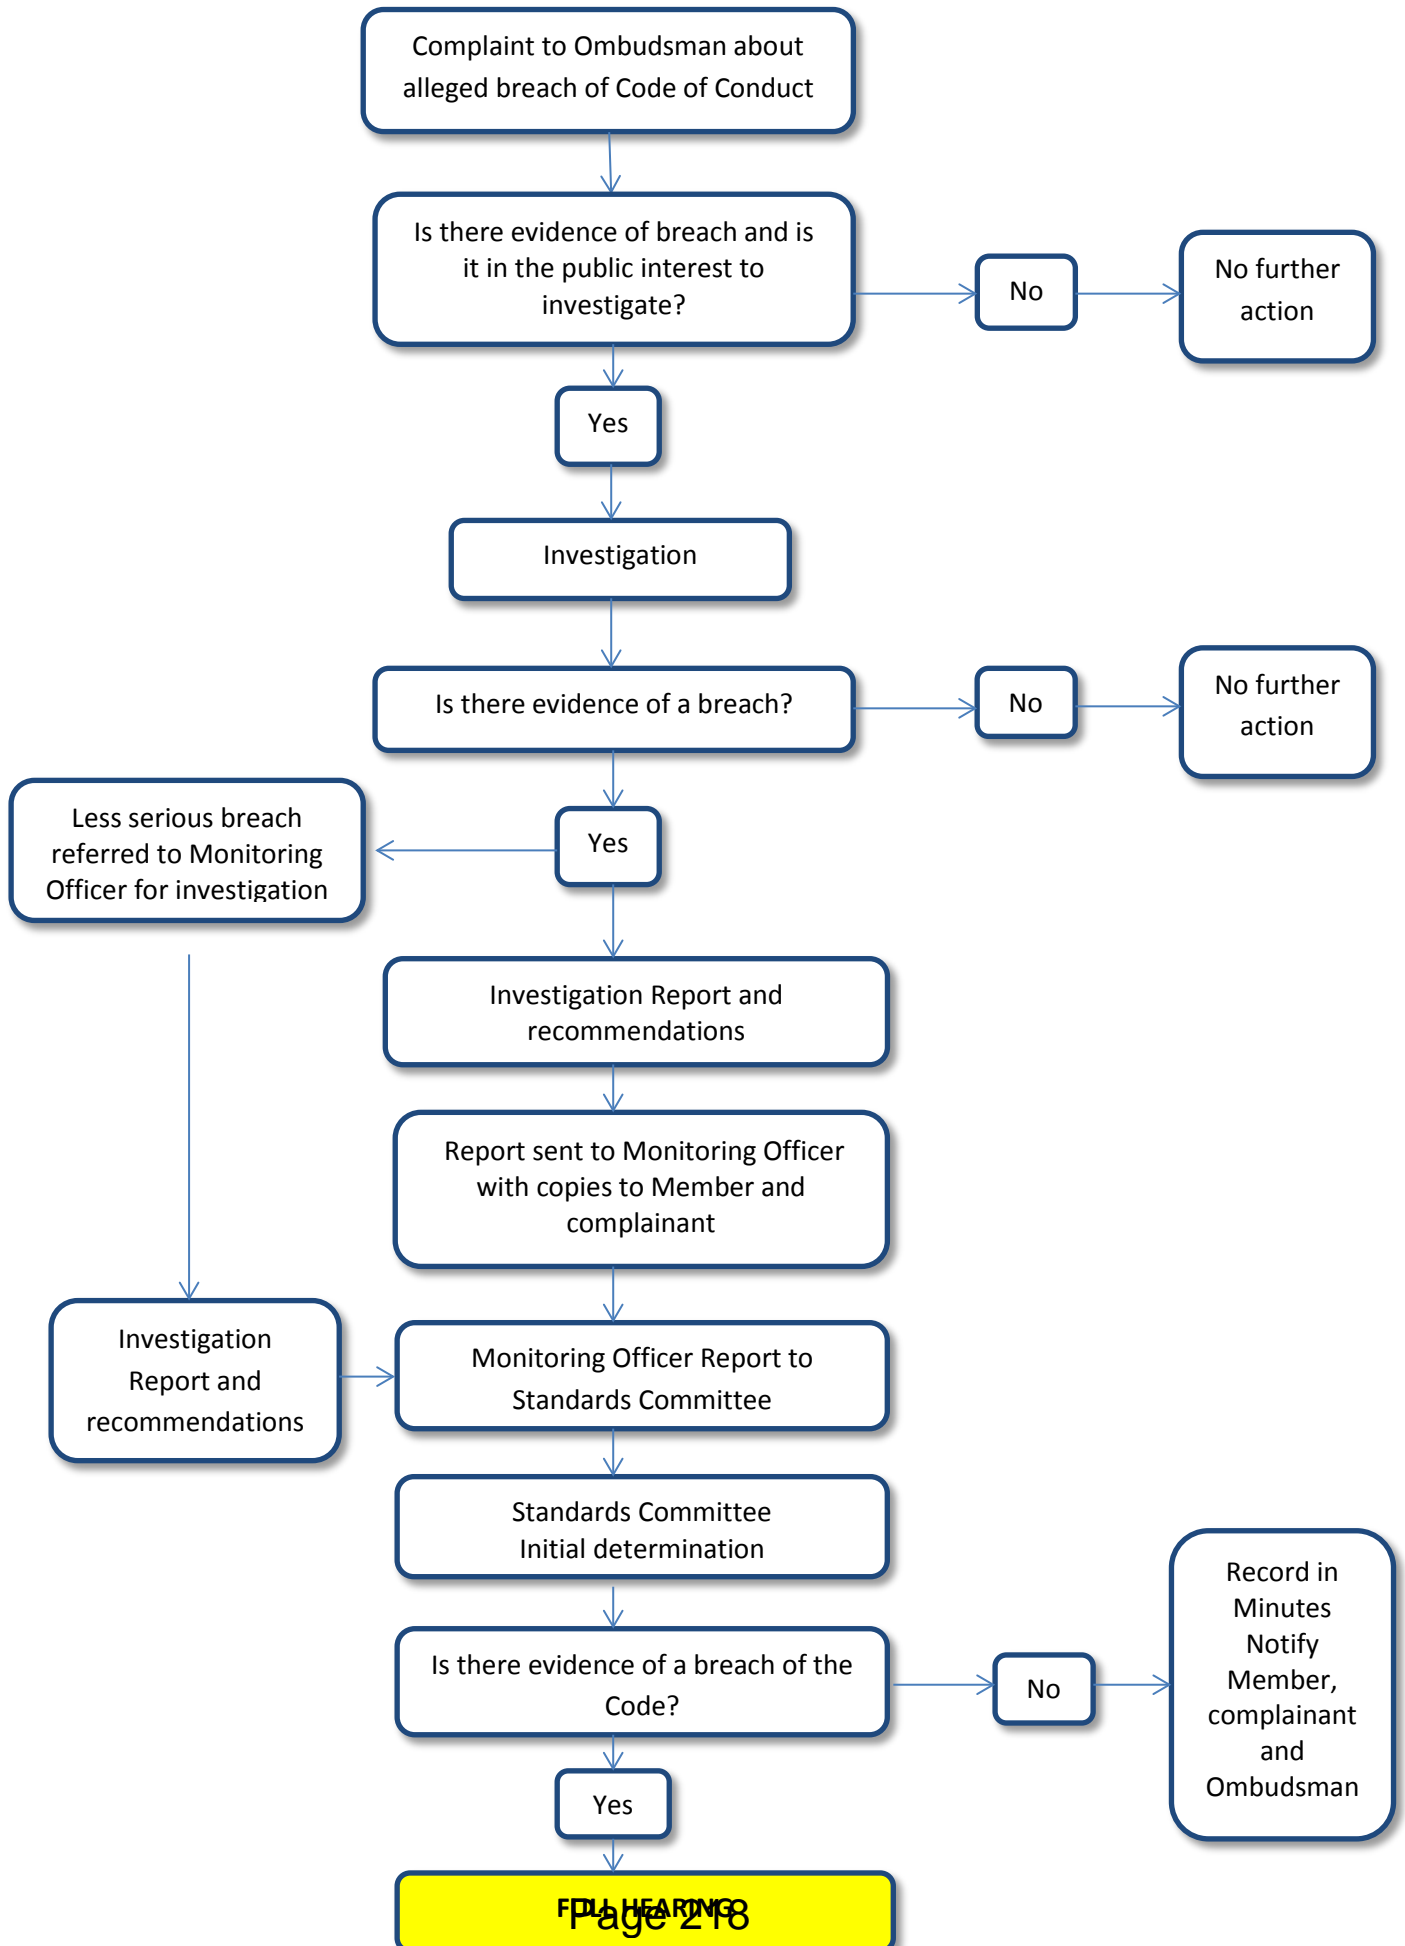 Complaint to Ombudsman about
alleged breach of Code of Conduct
Is there evidence of breach and is
it in the public interest to
investigate?
No
No further
action
Yes
Investigation
Is there evidence of a breach?
No
No further
action
Less serious breach
referred to Monitoring
Officer for investigation
Yes
Investigation Report and
recommendations
Report sent to Monitoring Officer
with copies to Member and
complainant
Investigation
Report and
recommendations
Monitoring Officer Report to
Standards Committee
Standards Committee
Initial determination
Is there evidence of a breach of the
Code?
No
Record in
Minutes
Notify
Member,
complainant
and
Ombudsman
Yes
FULL HEARING
Page 218